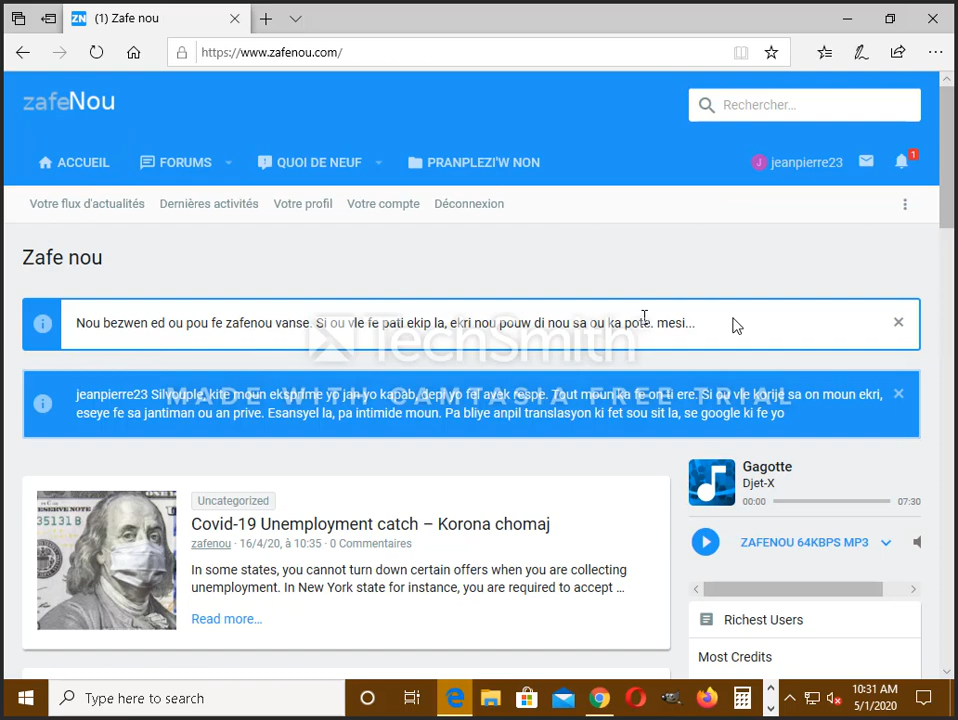 ZN (1) Zafe nou
https://www.zafenou.com/
zafeNou
Rechercher...
ACCUEIL FORUMS QUOI DE NEUF PRANPLEZI'W NON J jeanpierre23 1
Votre flux d'actualités Dernières activités Votre profil Votre compte Déconnexion
Zafe nou
Nou bezwen ed ou pou fe zafenou vanse. Si ou vle fe pati ekip la, ekri nou pouw di nou sa ou ka pote. mesi...
TechSmith
MADE WITH CAMTASIA FREE TRIAL
jeanpierre23 Silvouple, kite moun eksprime yo jan yo kapab, depi yo fel avek respe. Tout moun ka fe on ti ere. Si ou vle korije sa on moun ekri,
eseye fe sa jantiman ou an prive. Esansyel la, pa intimide moun. Pa bliye anpil translasyon ki fet sou sit la, se google ki fe yo
Gagotte
Djet-X
00:00 07:30
ZAFENOU 64KBPS MP3
Uncategorized
Covid-19 Unemployment catch – Korona chomaj
zafenou · 16/4/20, à 10:35 · 0 Commentaires
In some states, you cannot turn down certain offers when you are collecting
unemployment. In New York state for instance, you are required to accept ...
Read more…
Richest Users
Most Credits
Type here to search
10:31 AM
5/1/2020